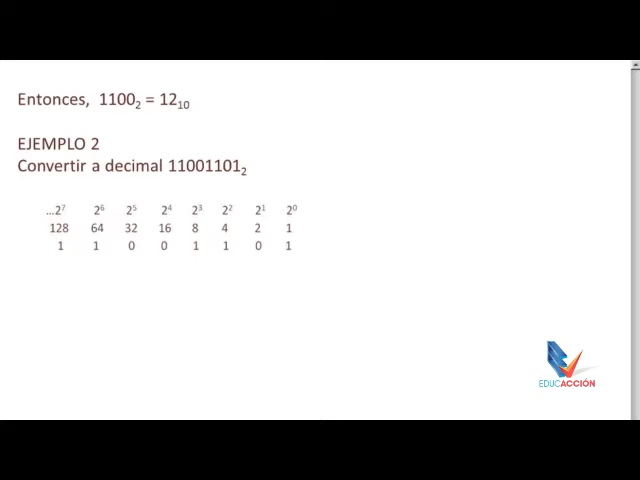 Entonces, 1100₂ = 12₁₀
EJEMPLO 2
Convertir a decimal 11001101₂
...2⁷ 2⁶ 2⁵ 2⁴ 2³ 2² 2¹ 2⁰
128 64 32 16 8 4 2 1
1 1 0 0 1 1 0 1
EDUCACCIÓN